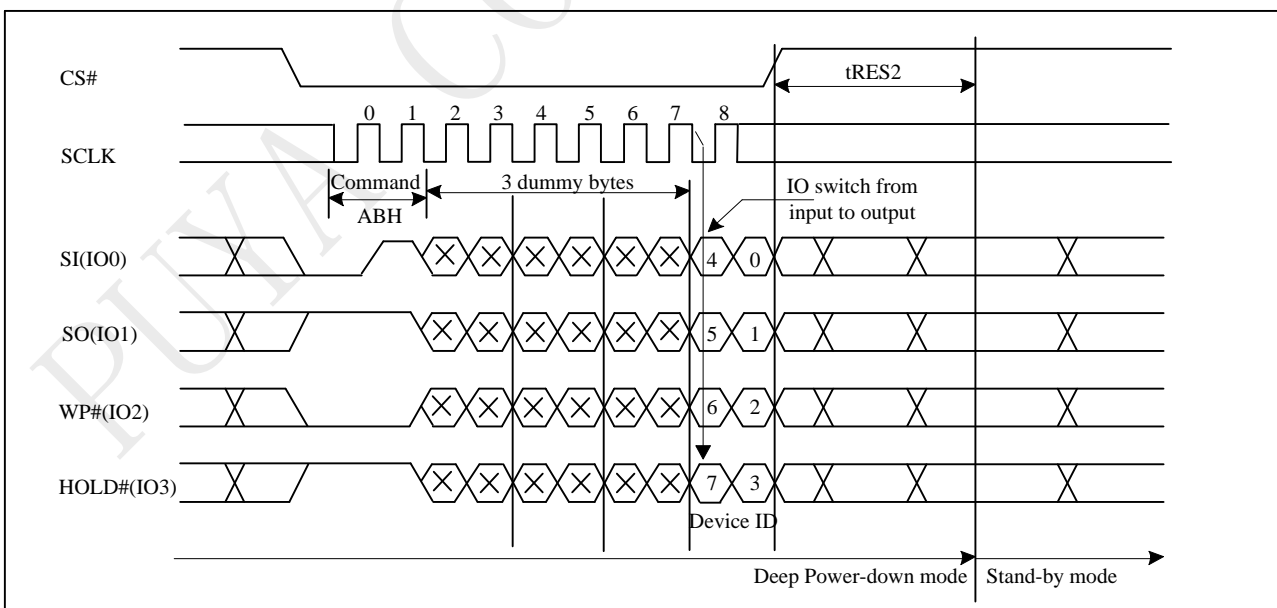 PUYA CO
CS#
tRES2
0 1 2 3 4 5 6 7 8
SCLK
Command
ABH
3 dummy bytes
IO switch from
input to output
SI(IO0)
4 0
SO(IO1)
5 1
WP#(IO2)
6 2
HOLD#(IO3)
7 3
Device ID
Deep Power-down mode
Stand-by mode